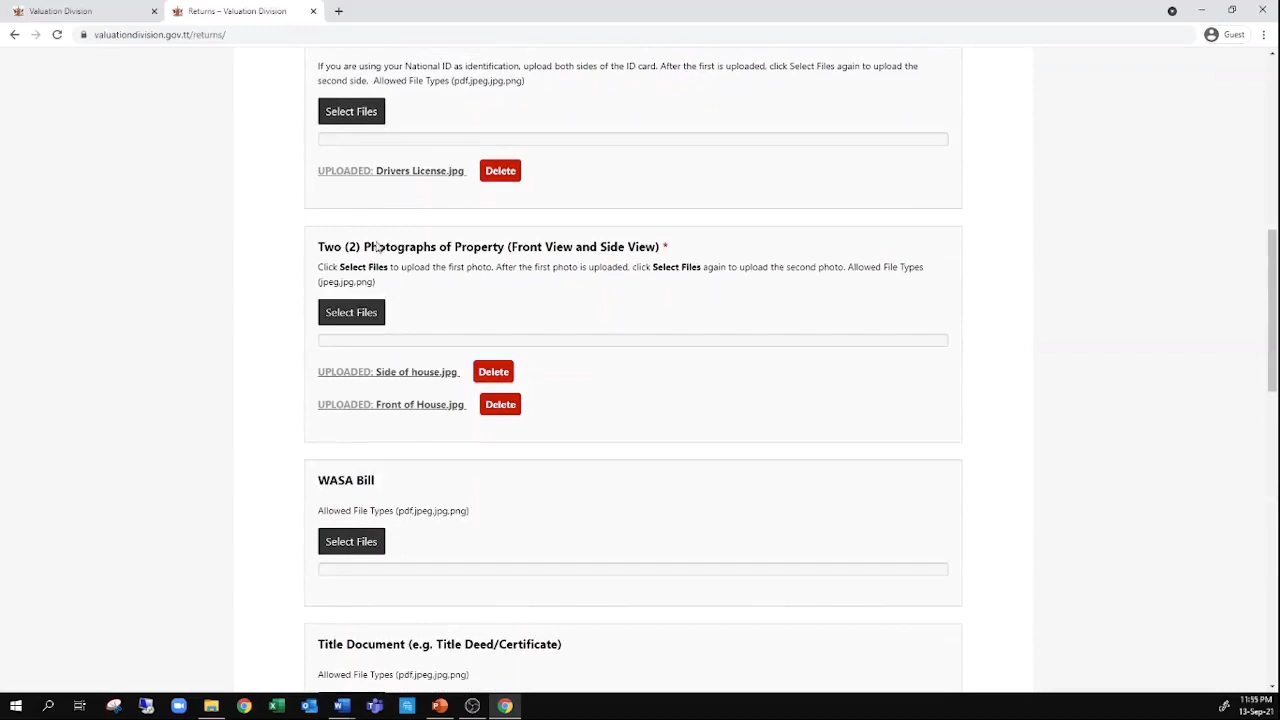 Valuation Division
Returns – Valuation Division
valuationdivision.gov.tt/returns/
Guest
If you are using your National ID as identification, upload both sides of the ID card. After the first is uploaded, click Select Files again to upload the
second side. Allowed File Types (pdf,jpeg,jpg,png)
Select Files
UPLOADED: Drivers License.jpg
Delete
Two (2) Photographs of Property (Front View and Side View) *
Click Select Files to upload the first photo. After the first photo is uploaded, click Select Files again to upload the second photo. Allowed File Types
(jpeg,jpg,png)
Select Files
UPLOADED: Side of house.jpg
Delete
UPLOADED: Front of House.jpg
Delete
WASA Bill
Allowed File Types (pdf,jpeg,jpg,png)
Select Files
Title Document (e.g. Title Deed/Certificate)
Allowed File Types (pdf,jpeg,jpg,png)
11:55 PM
13-Sep-21